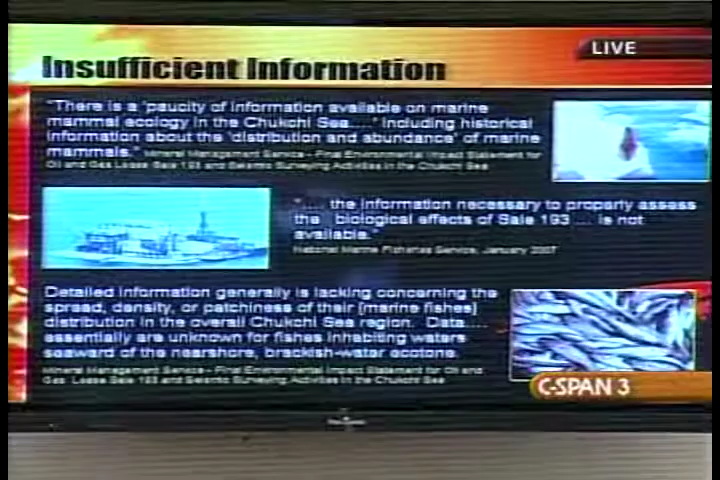 LIVE
Insufficient Information
"There is a 'paucity of information available on marine
mammal ecology in the Chukchi Sea....' including historical
information about the 'distribution and abundance' of marine
mammals." Mineral Management Service - Final Environmental Impact Statement for
Oil and Gas Lease Sale 193 and Seismic Surveying Activities in the Chukchi Sea
".... the information necessary to properly assess
the biological effects of Sale 193 ... is not
available."
National Marine Fisheries Service, January 2007
Detailed information generally is lacking concerning the
spread, density, or patchiness of their [marine fishes]
distribution in the overall Chukchi Sea region. Data....
essentially are unknown for fishes inhabiting waters
seaward of the nearshore, brackish-water ecotone.
Mineral Management Service - Final Environmental Impact Statement for Oil and
Gas Lease Sale 193 and Seismic Surveying Activities in the Chukchi Sea
C-SPAN 3